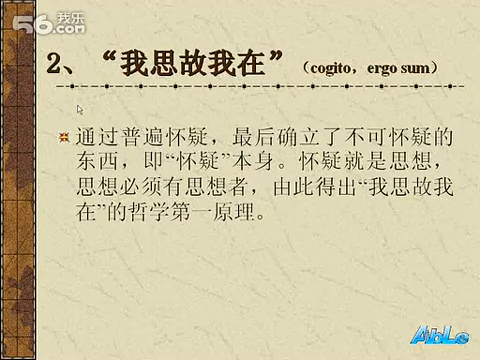 56.com 我乐
2、“我思故我在”（cogito，ergo sum）
通过普遍怀疑，最后确立了不可怀疑的
东西，即“怀疑”本身。怀疑就是思想，
思想必须有思想者，由此得出“我思故我
在”的哲学第一原理。
AbLe